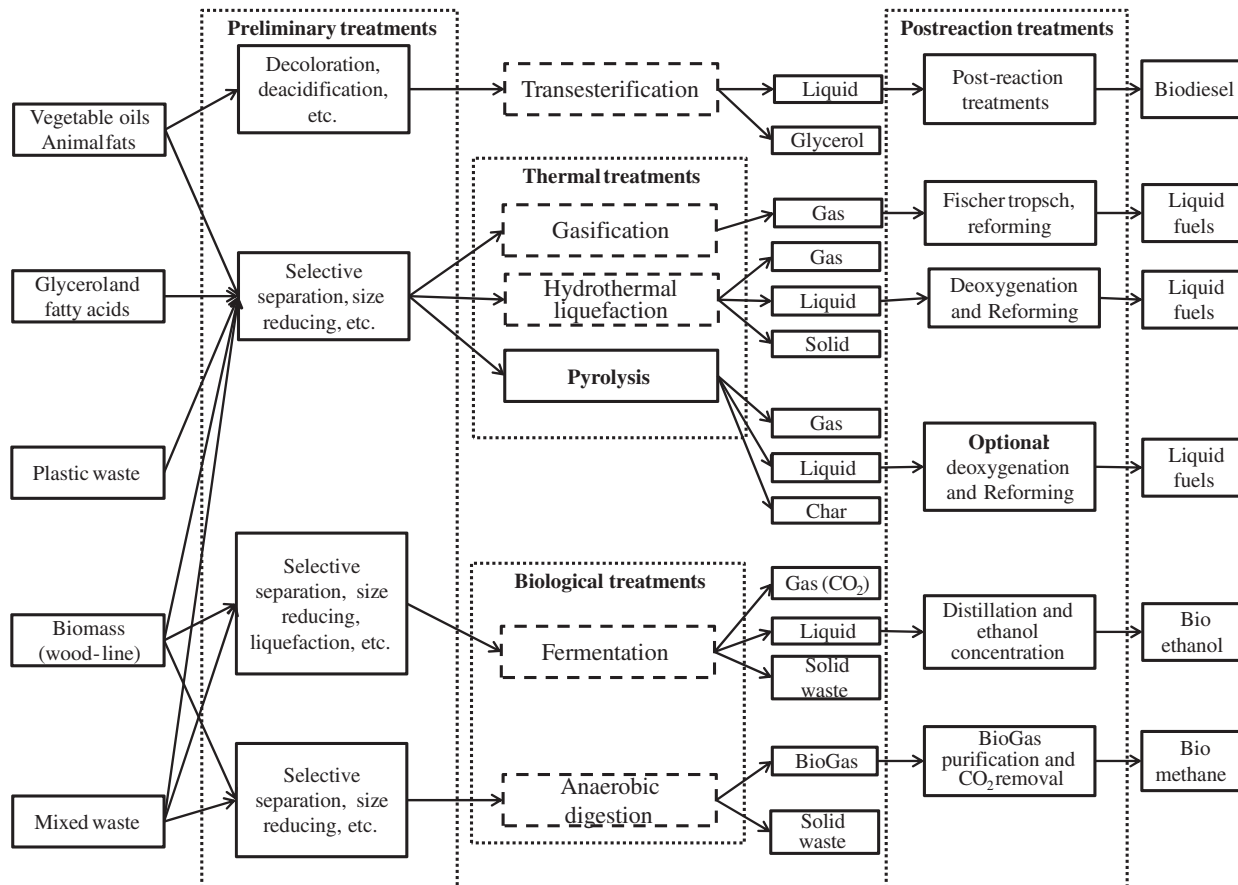 Preliminary treatments
Postreaction treatments
Decoloration,
deacidification,
etc.
Transesterification
Liquid
Post-reaction
treatments
Biodiesel
Vegetable oils
Animal fats
Glycerol
Thermal treatments
Gasification
Gas
Fischer tropsch,
reforming
Liquid
fuels
Glyceroland
fatty acids
Selective
separation, size
reducing, etc.
Hydrothermal
liquefaction
Gas
Liquid
Solid
Deoxygenation
and Reforming
Liquid
fuels
Pyrolysis
Gas
Liquid
Char
Optional:
deoxygenation
and Reforming
Liquid
fuels
Plastic waste
Biological treatments
Selective
separation, size
reducing,
liquefaction, etc.
Fermentation
Gas (CO₂)
Liquid
Solid
waste
Distillation and
ethanol
concentration
Bio
ethanol
Biomass
(wood-line)
Mixed waste
Selective
separation, size
reducing, etc.
Anaerobic
digestion
BioGas
Solid
waste
BioGas
purification and
CO₂ removal
Bio
methane